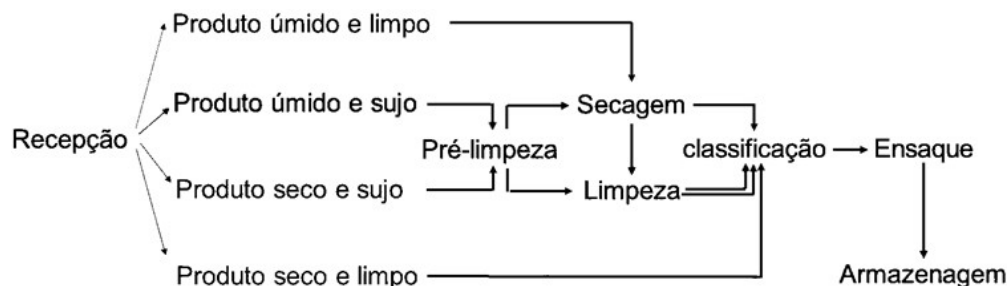 Recepção
Produto úmido e limpo
Produto úmido e sujo
Produto seco e sujo
Produto seco e limpo
Pré-limpeza
Secagem
Limpeza
classificação
Ensaque
Armazenagem